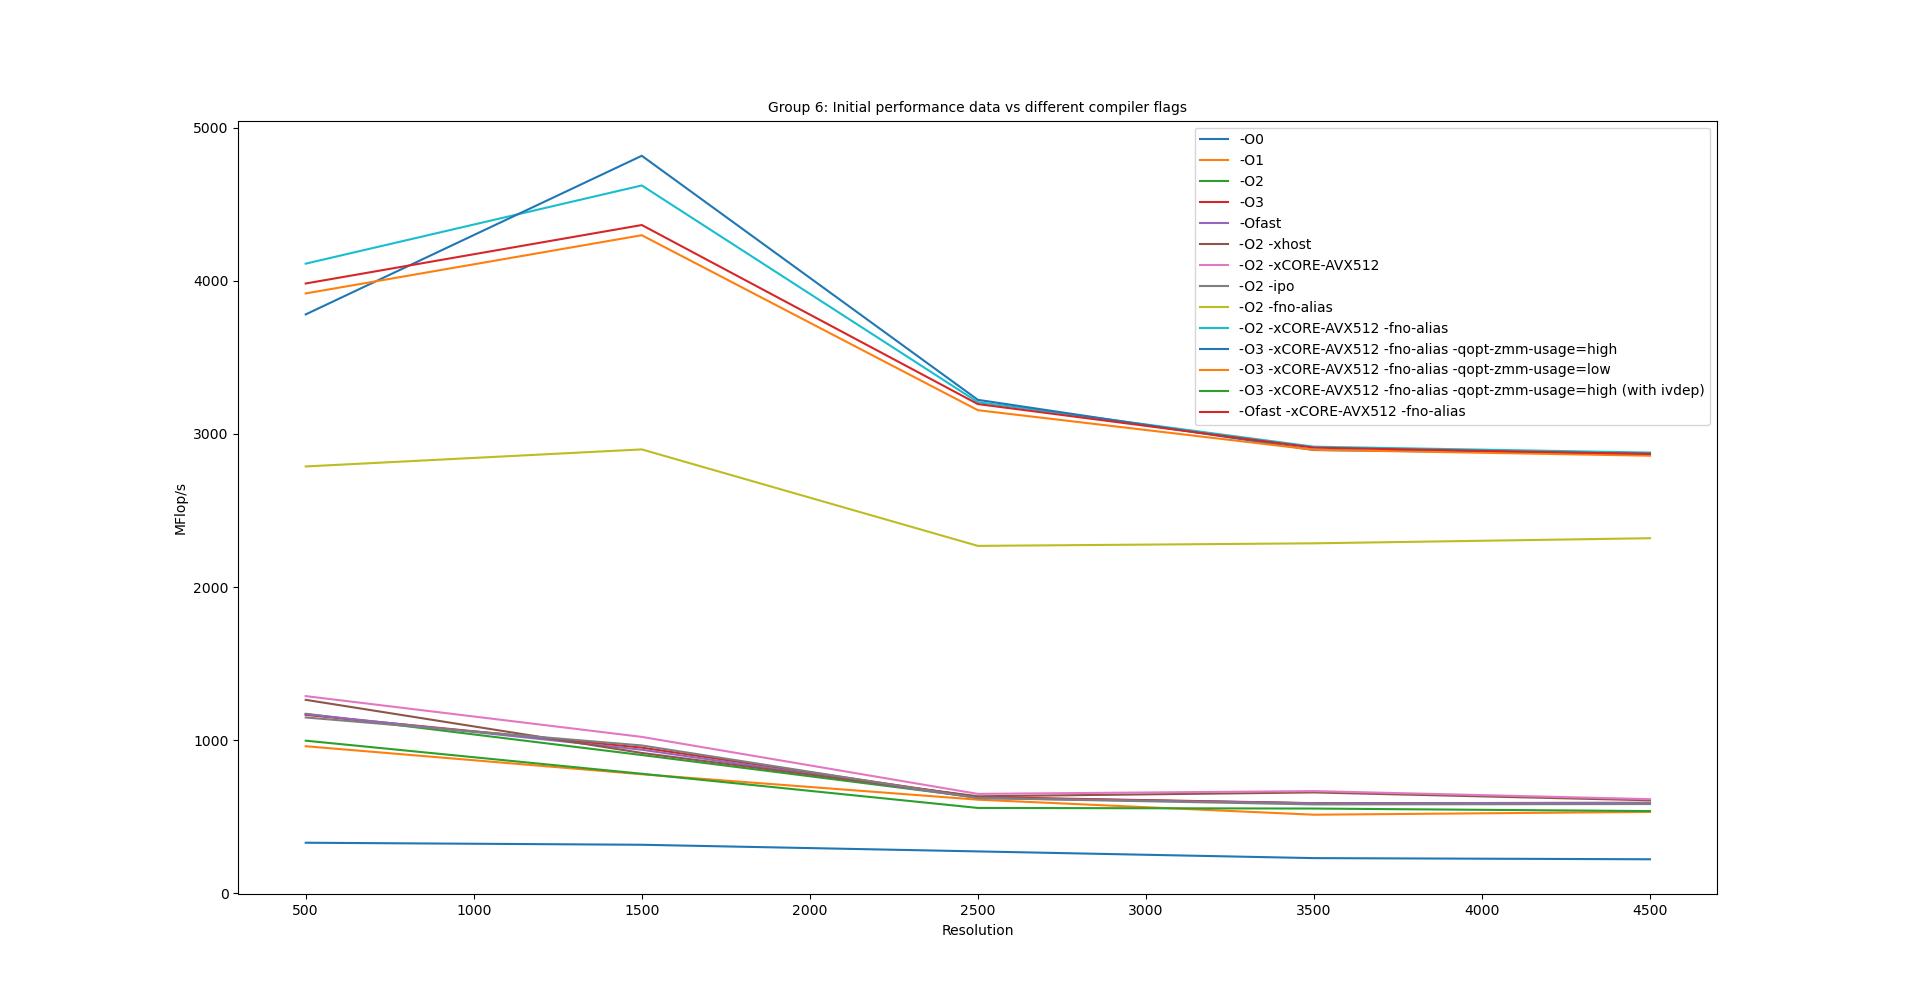 Group 6: Initial performance data vs different compiler flags
5000
4000
3000
2000
1000
0
MFlop/s
-O0
-O1
-O2
-O3
-Ofast
-O2 -xhost
-O2 -xCORE-AVX512
-O2 -ipo
-O2 -fno-alias
-O2 -xCORE-AVX512 -fno-alias
-O3 -xCORE-AVX512 -fno-alias -qopt-zmm-usage=high
-O3 -xCORE-AVX512 -fno-alias -qopt-zmm-usage=low
-O3 -xCORE-AVX512 -fno-alias -qopt-zmm-usage=high (with ivdep)
-Ofast -xCORE-AVX512 -fno-alias
500 1000 1500 2000 2500 3000 3500 4000 4500
Resolution